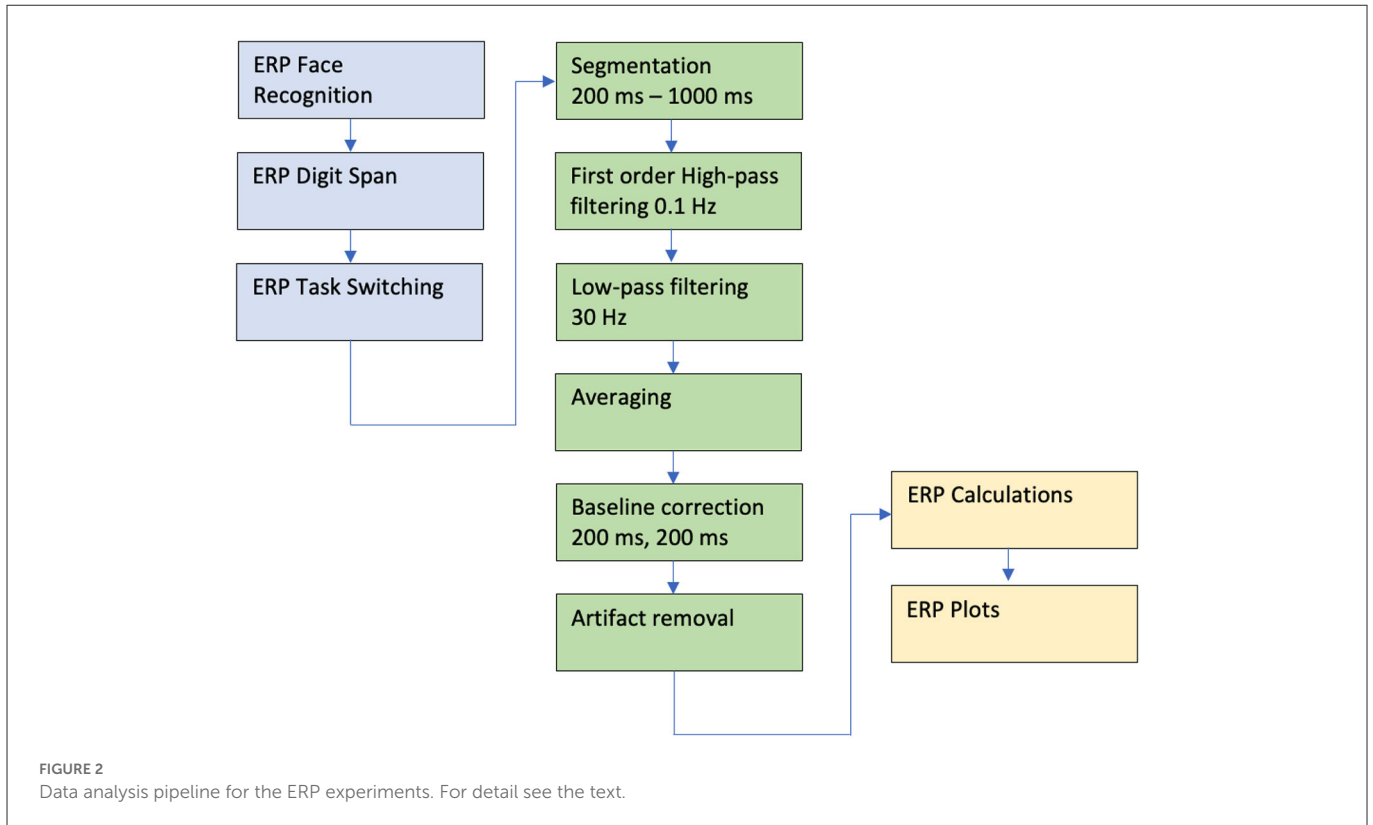 ERP Face
Recognition
ERP Digit Span
ERP Task Switching
Segmentation
200 ms – 1000 ms
First order High-pass
filtering 0.1 Hz
Low-pass filtering
30 Hz
Averaging
Baseline correction
200 ms, 200 ms
Artifact removal
ERP Calculations
ERP Plots
FIGURE 2
Data analysis pipeline for the ERP experiments. For detail see the text.